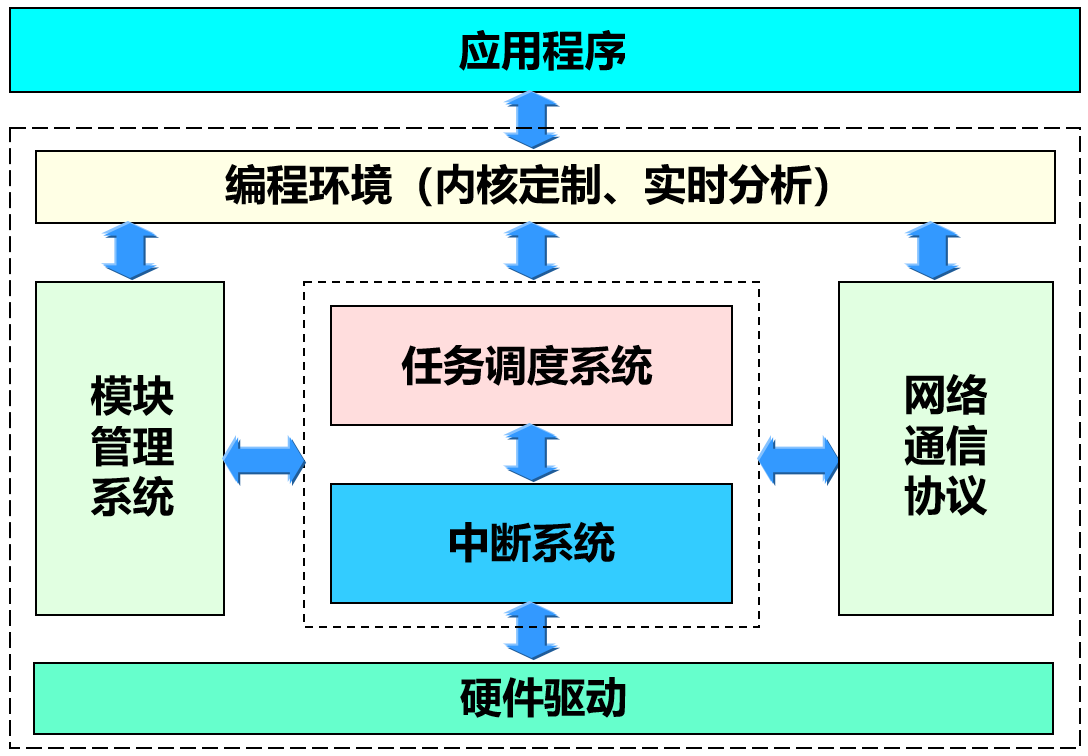 应用程序
编程环境（内核定制、实时分析）
模块
管理
系统
任务调度系统
中断系统
网络
通信
协议
硬件驱动